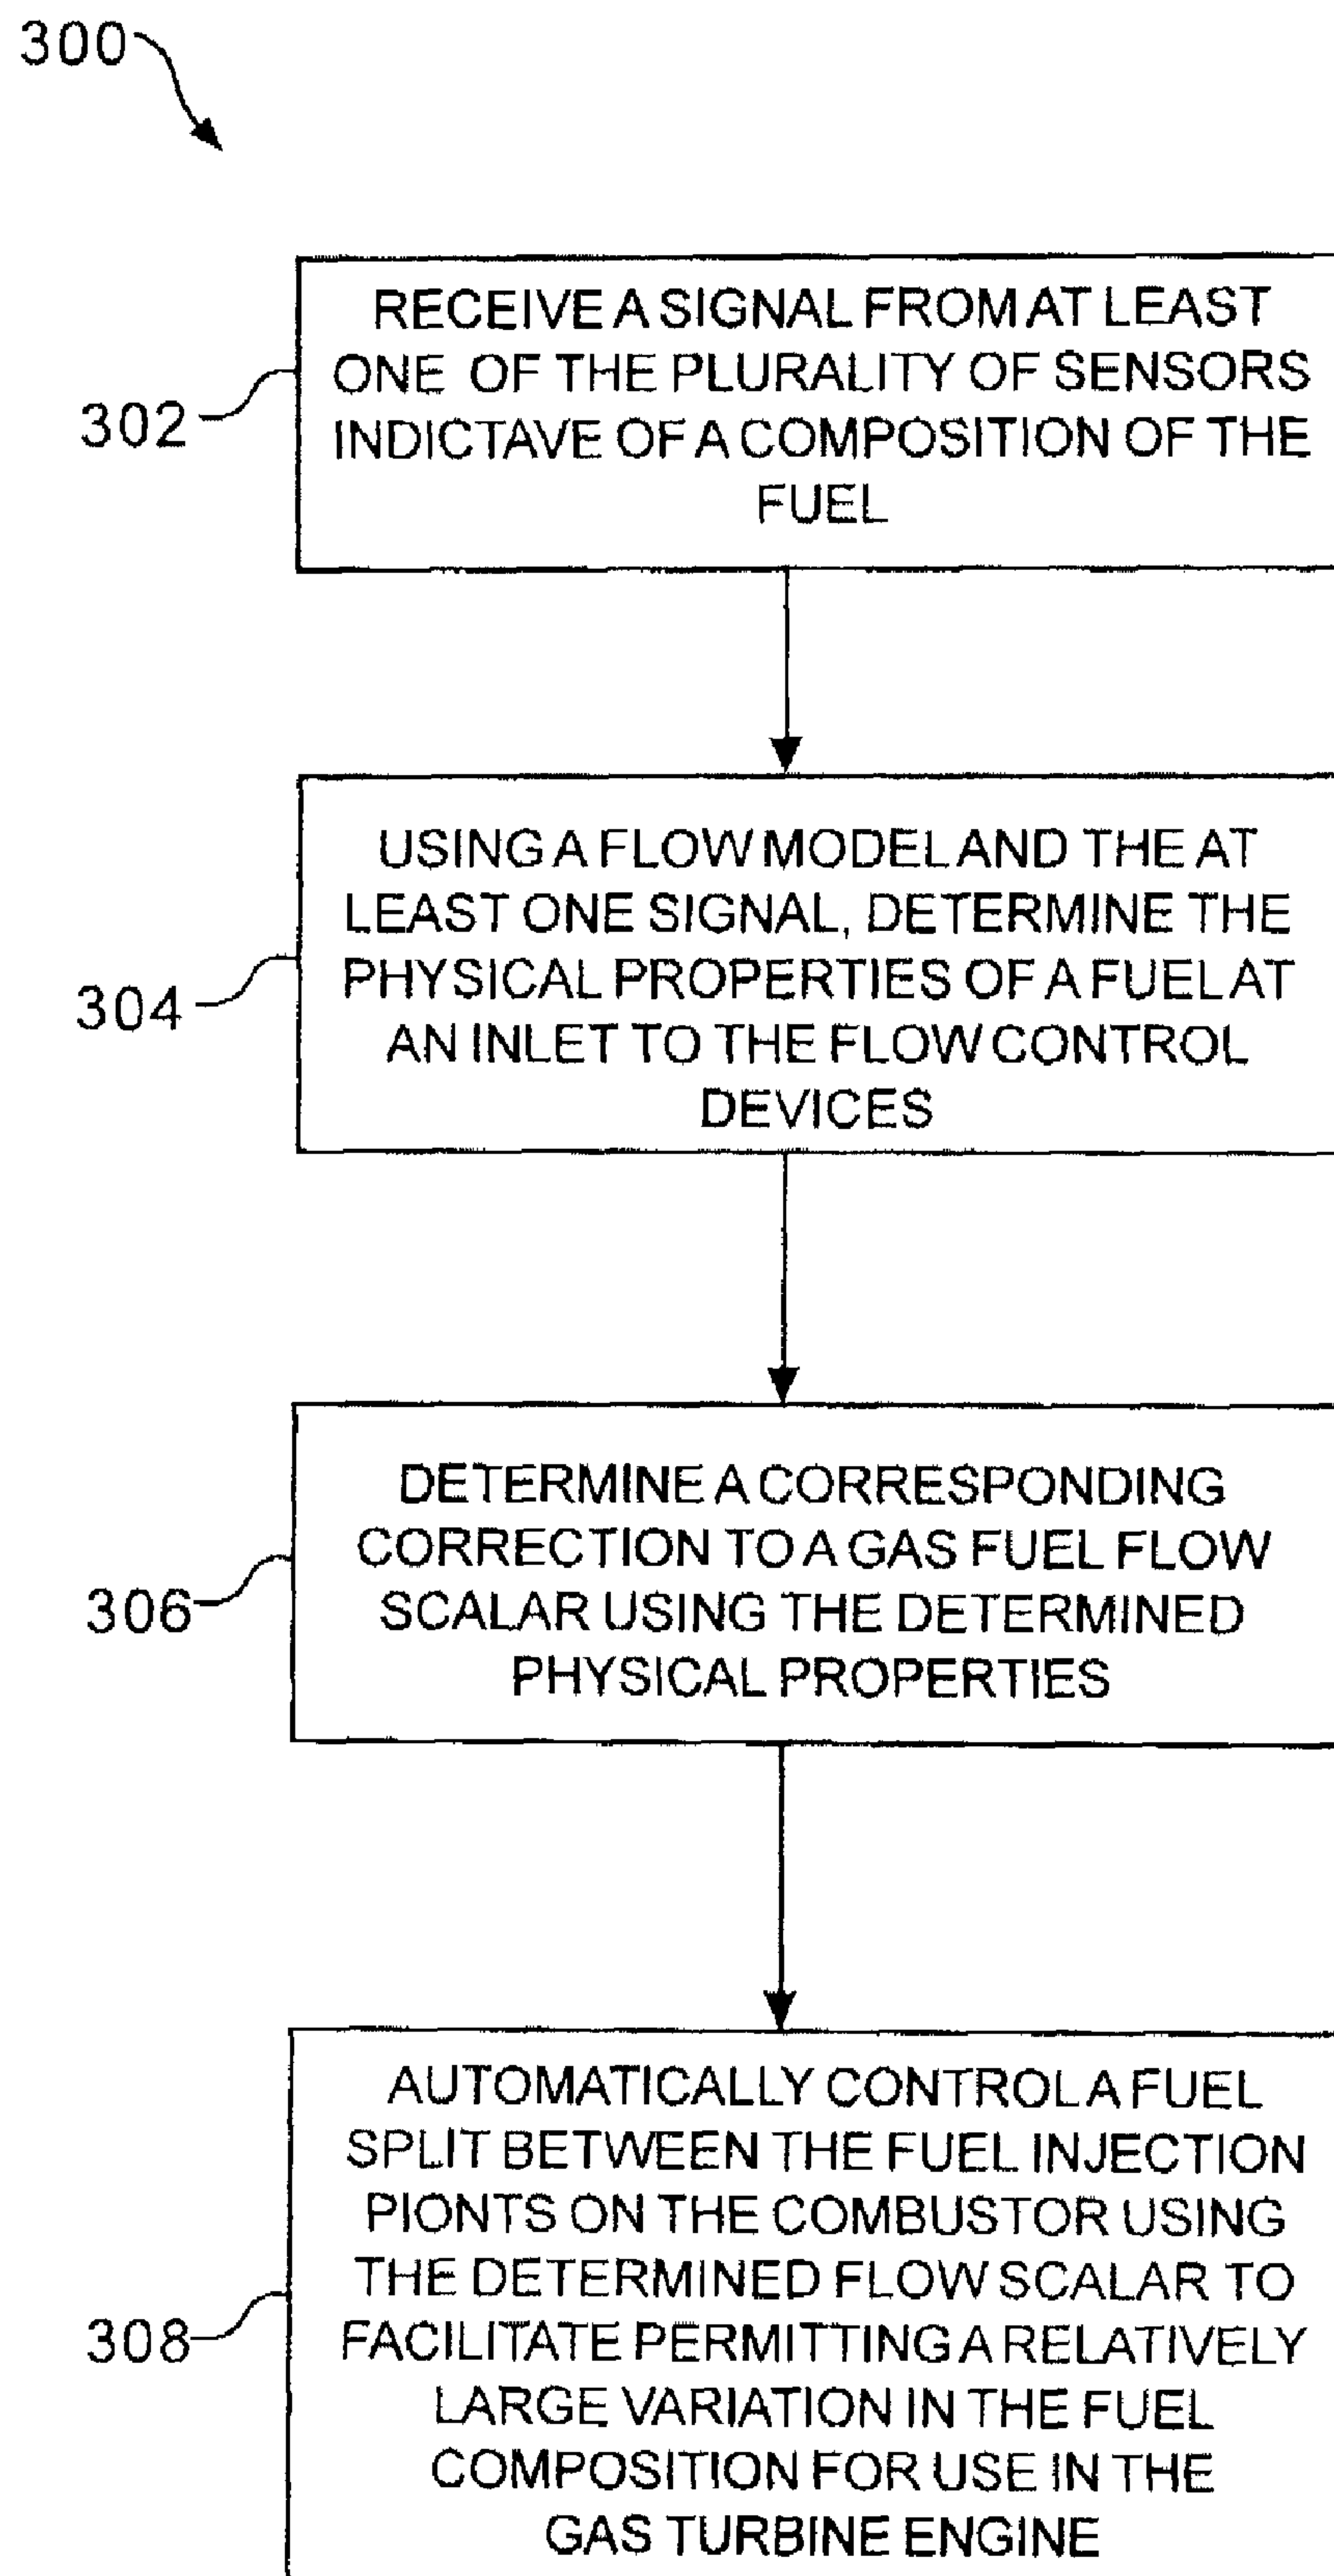 300
302
RECEIVE A SIGNAL FROM AT LEAST
ONE OF THE PLURALITY OF SENSORS
INDICTAVE OF A COMPOSITION OF THE
FUEL
304
USING A FLOW MODEL AND THE AT
LEAST ONE SIGNAL, DETERMINE THE
PHYSICAL PROPERTIES OF A FUEL AT
AN INLET TO THE FLOW CONTROL
DEVICES
306
DETERMINE A CORRESPONDING
CORRECTION TO A GAS FUEL FLOW
SCALAR USING THE DETERMINED
PHYSICAL PROPERTIES
308
AUTOMATICALLY CONTROL A FUEL
SPLIT BETWEEN THE FUEL INJECTION
PIONTS ON THE COMBUSTOR USING
THE DETERMINED FLOW SCALAR TO
FACILITATE PERMITTING A RELATIVELY
LARGE VARIATION IN THE FUEL
COMPOSITION FOR USE IN THE
GAS TURBINE ENGINE